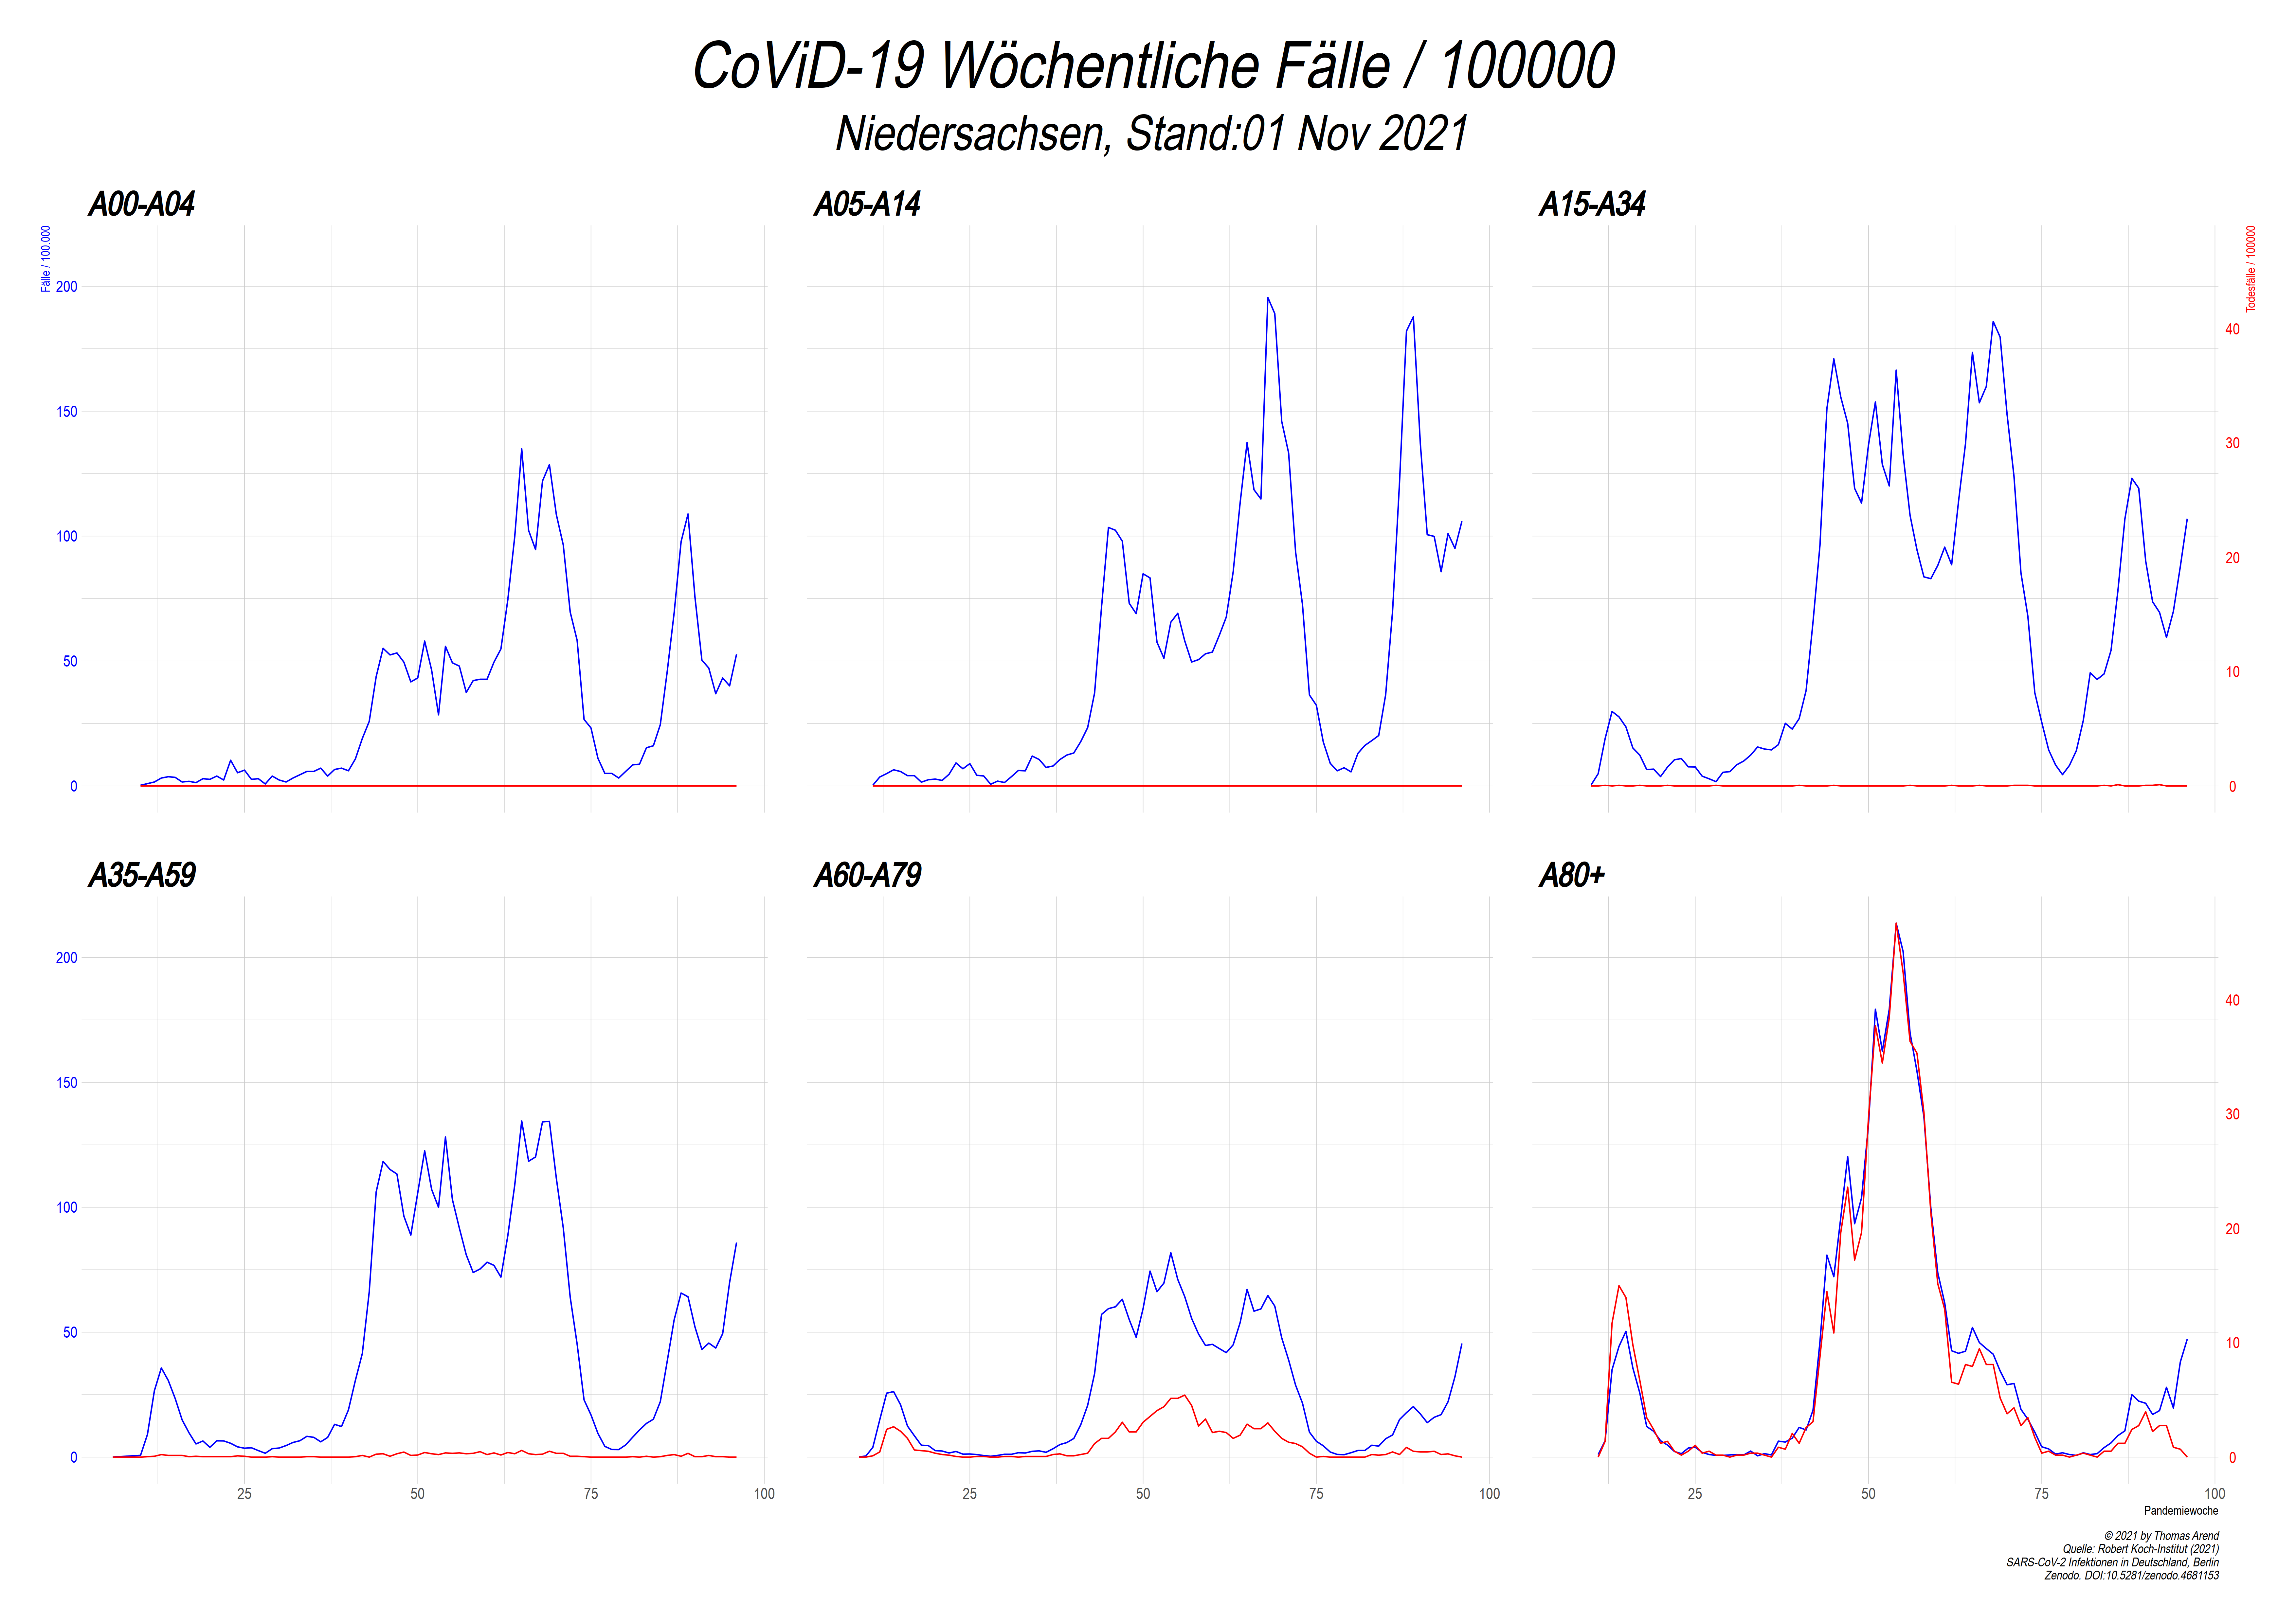 CoViD-19 Wöchentliche Fälle / 100000
Niedersachsen, Stand:01 Nov 2021
A00-A04
A05-A14
A15-A34
Fälle / 100.000
200
150
100
50
0
Todesfälle / 100000
40
30
20
10
0
A35-A59
A60-A79
A80+
200
150
100
50
0
40
30
20
10
0
25 50 75 100
25 50 75 100
25 50 75 100
Pandemiewoche
© 2021 by Thomas Arend
Quelle: Robert Koch-Institut (2021)
SARS-CoV-2 Infektionen in Deutschland, Berlin
Zenodo. DOI:10.5281/zenodo.4681153